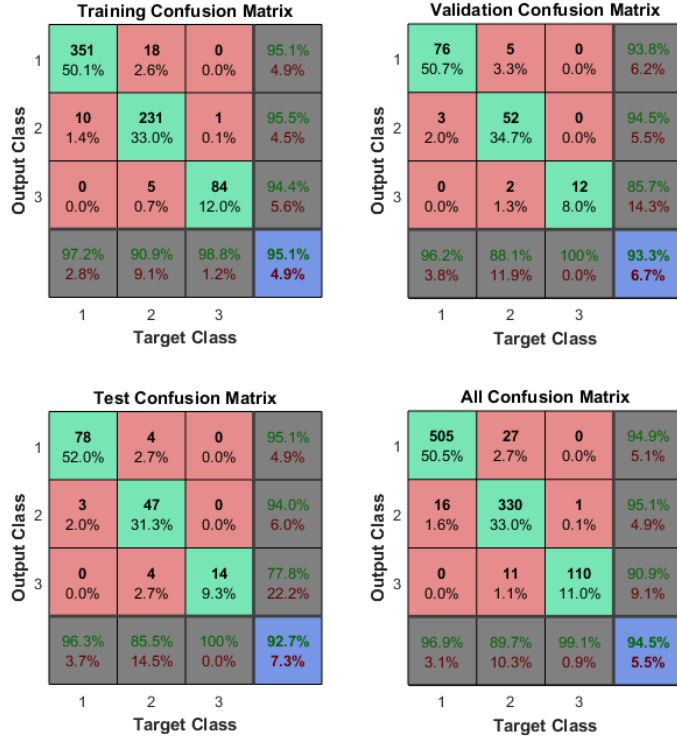 Training Confusion Matrix
351 18 0 95.1%
1
50.1% 2.6% 0.0% 4.9%
10 231 1 95.5%
2
1.4% 33.0% 0.1% 4.5%
0 5 84 94.4%
3
0.0% 0.7% 12.0% 5.6%
97.2% 90.9% 98.8% 95.1%
2.8% 9.1% 1.2% 4.9%
1 2 3
Target Class
Output Class
Validation Confusion Matrix
76 5 0 93.8%
1
50.7% 3.3% 0.0% 6.2%
3 52 0 94.5%
2
2.0% 34.7% 0.0% 5.5%
0 2 12 85.7%
3
0.0% 1.3% 8.0% 14.3%
96.2% 88.1% 100% 93.3%
3.8% 11.9% 0.0% 6.7%
1 2 3
Target Class
Output Class
Test Confusion Matrix
78 4 0 95.1%
1
52.0% 2.7% 0.0% 4.9%
3 47 0 94.0%
2
2.0% 31.3% 0.0% 6.0%
0 4 14 77.8%
3
0.0% 2.7% 9.3% 22.2%
96.3% 85.5% 100% 92.7%
3.7% 14.5% 0.0% 7.3%
1 2 3
Target Class
Output Class
All Confusion Matrix
505 27 0 94.9%
1
50.5% 2.7% 0.0% 5.1%
16 330 1 95.1%
2
1.6% 33.0% 0.1% 4.9%
0 11 110 90.9%
3
0.0% 1.1% 11.0% 9.1%
96.9% 89.7% 99.1% 94.5%
3.1% 10.3% 0.9% 5.5%
1 2 3
Target Class
Output Class